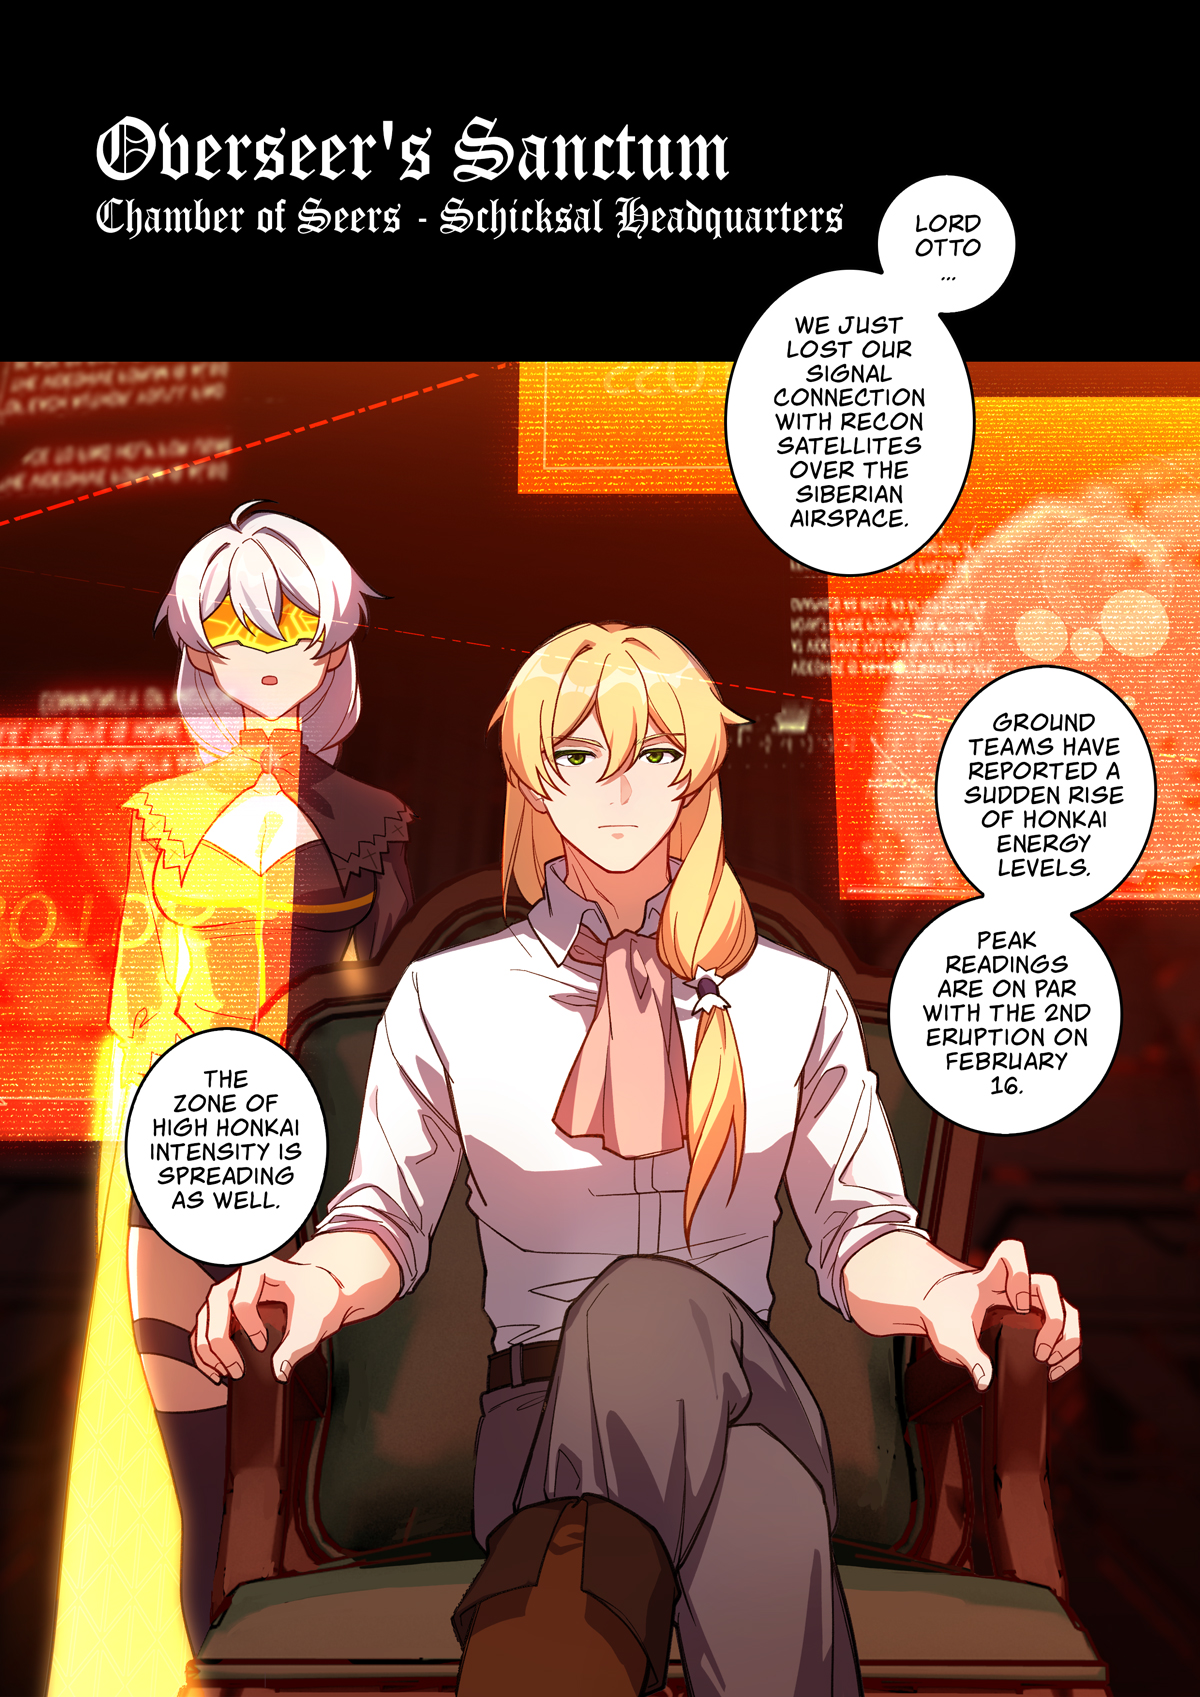 Overseer's Sanctum
Chamber of Seers - Schicksal Headquarters
LORD
OTTO
...
WE JUST
LOST OUR
SIGNAL
CONNECTION
WITH RECON
SATELLITES
OVER THE
SIBERIAN
AIRSPACE.
GROUND
TEAMS HAVE
REPORTED A
SUDDEN RISE
OF HONKAI
ENERGY
LEVELS.
PEAK
READINGS
ARE ON PAR
WITH THE 2ND
ERUPTION ON
FEBRUARY
16.
THE
ZONE OF
HIGH HONKAI
INTENSITY IS
SPREADING
AS WELL.